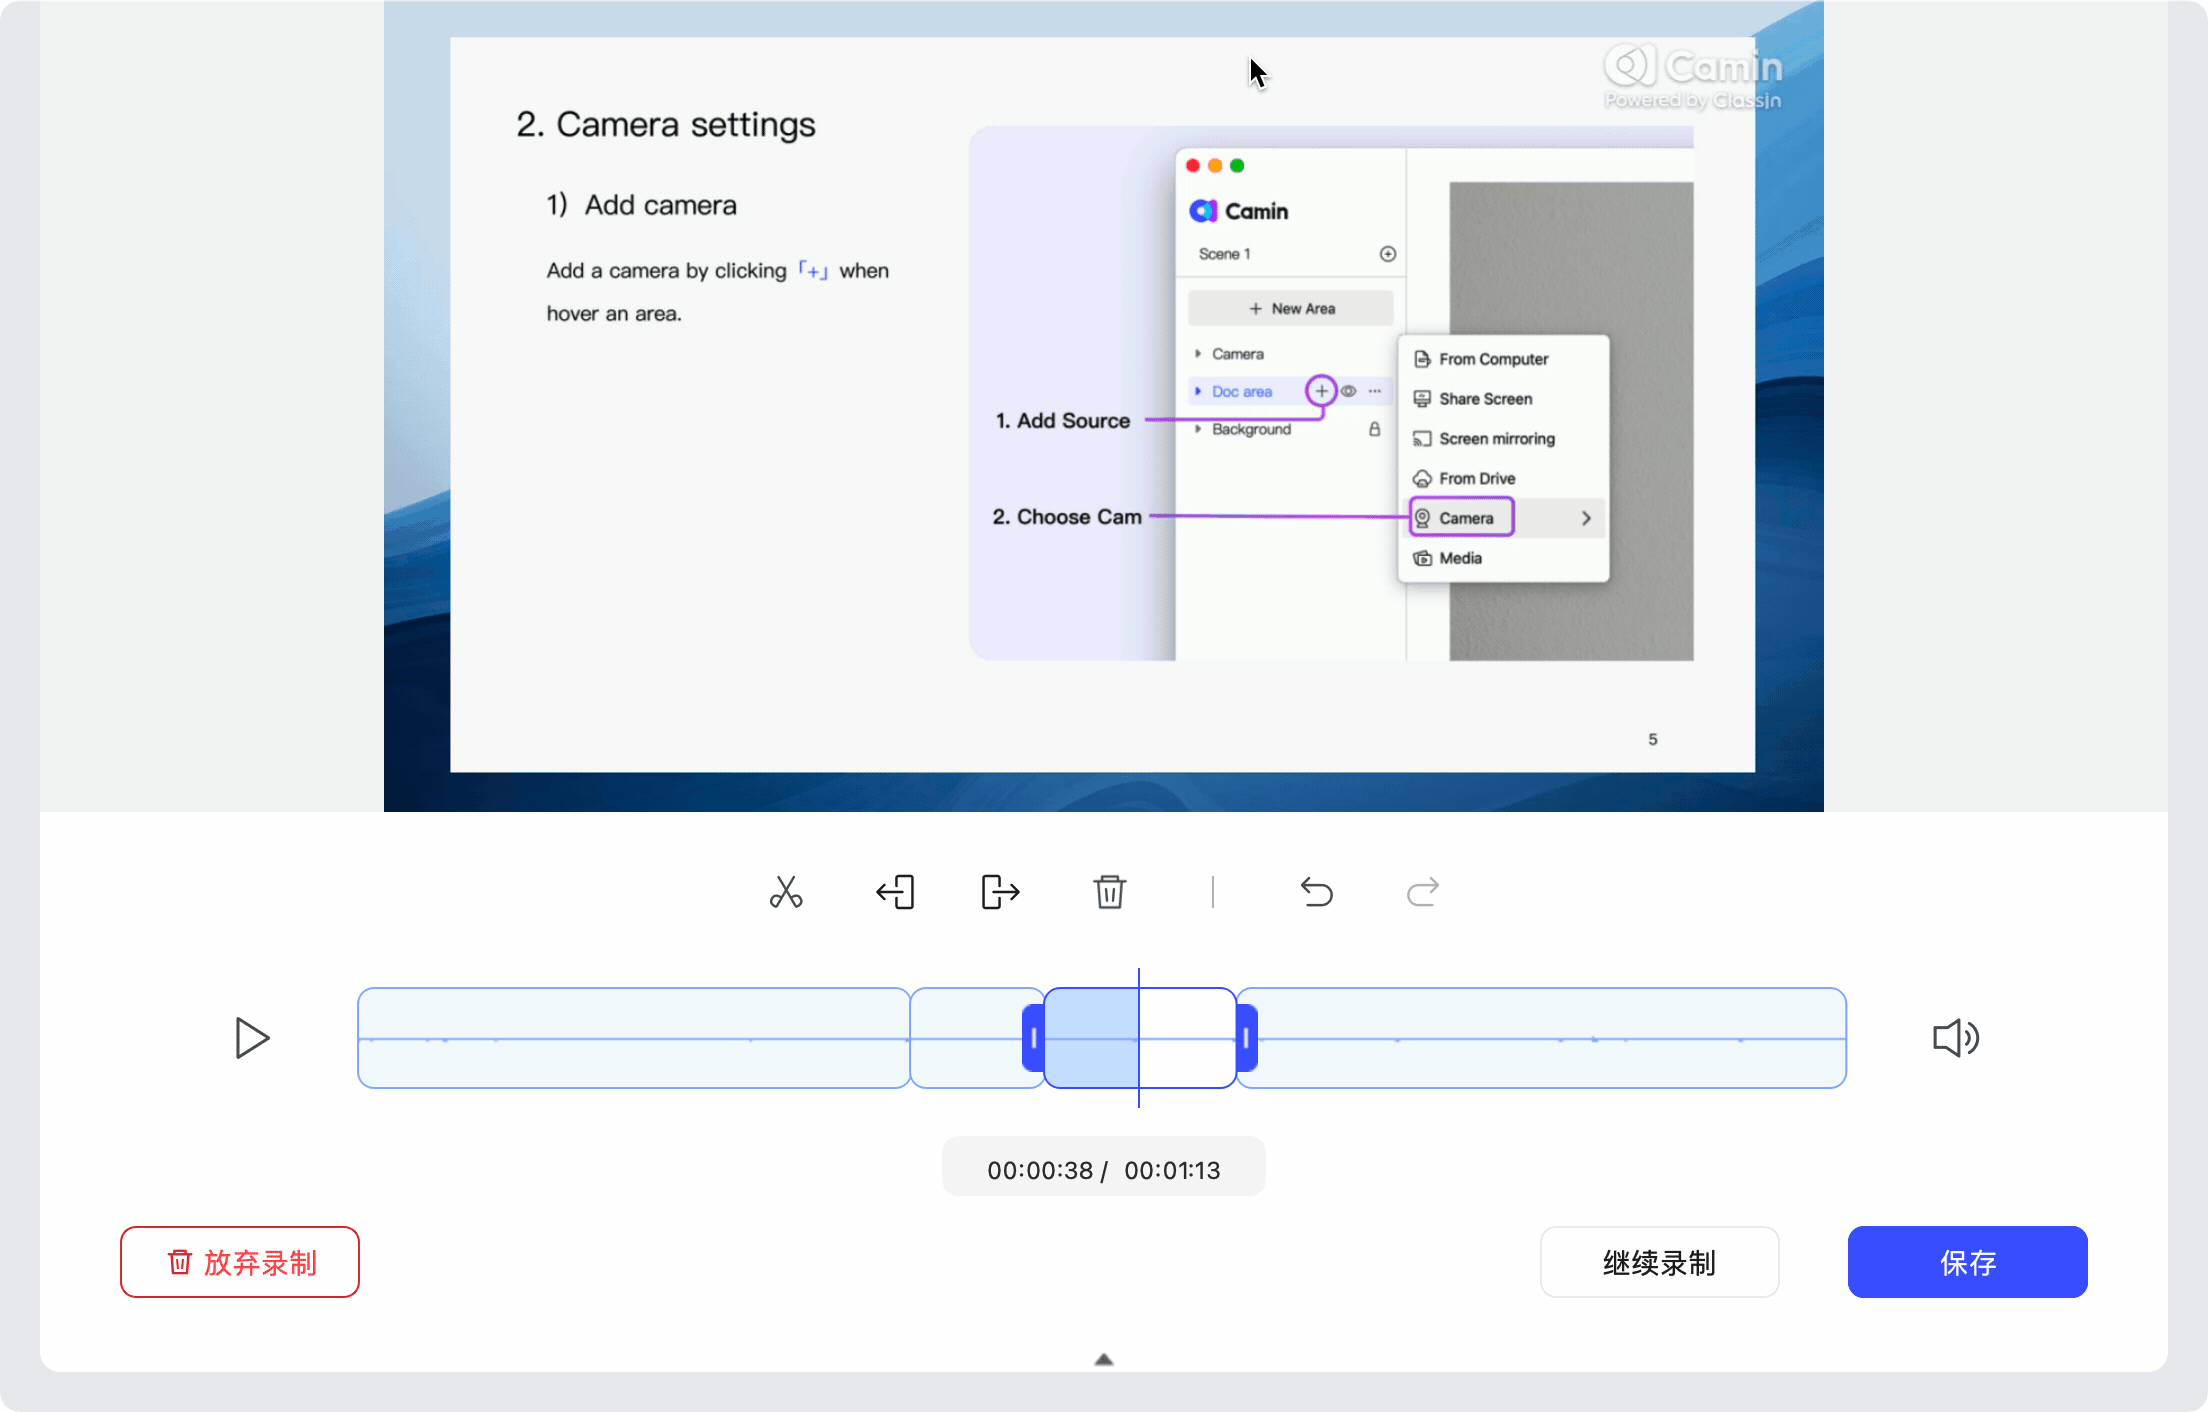 Camin
Powered by ClassIn
2. Camera settings
1) Add camera
Add a camera by clicking「+」when
hover an area.
Camin
Scene 1
+ New Area
Camera
Doc area
Background
1. Add Source
2. Choose Cam
From Computer
Share Screen
Screen mirroring
From Drive
Camera
Media
5
00:00:38 / 00:01:13
放弃录制
继续录制
保存